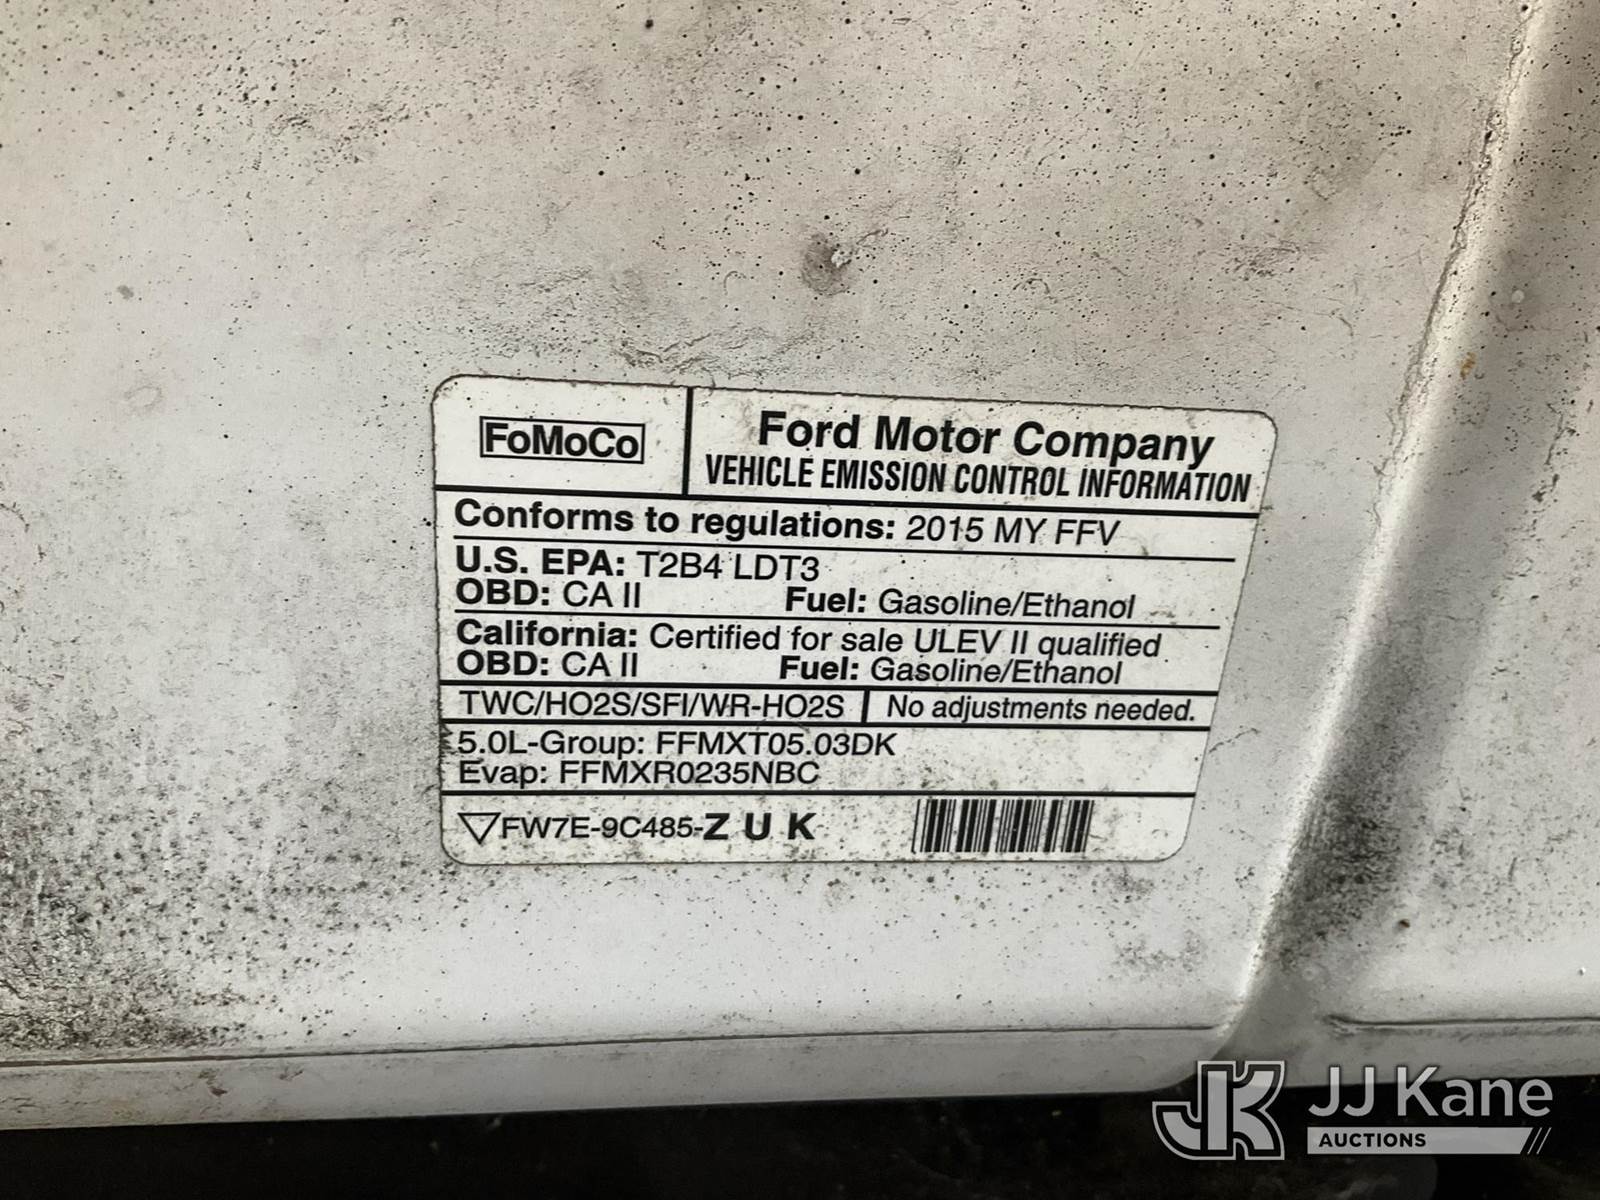 FoMoCo
Ford Motor Company
VEHICLE EMISSION CONTROL INFORMATION
Conforms to regulations: 2015 MY FFV
U.S. EPA: T2B4 LDT3
OBD: CA II Fuel: Gasoline/Ethanol
California: Certified for sale ULEV II qualified
OBD: CA II Fuel: Gasoline/Ethanol
TWC/HO2S/SFI/WR-HO2S No adjustments needed.
5.0L-Group: FFMXT05.03DK
Evap: FFMXR0235NBC
FW7E-9C485-Z U K
JK JJ Kane
AUCTIONS